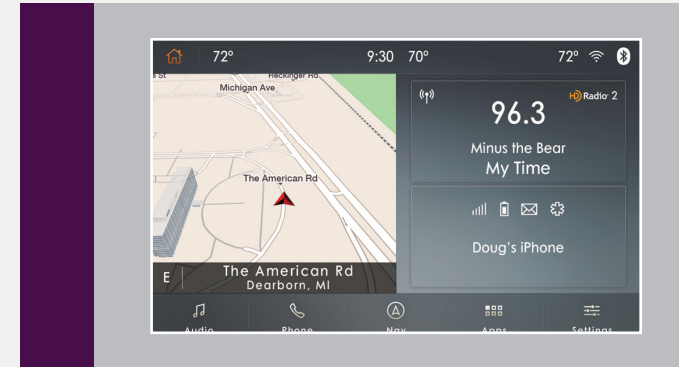 72°
9:30
70°
72°
St
Reckinger Rd
Michigan Ave
The American Rd
E
The American Rd
Dearborn, MI
HD Radio 2
96.3
Minus the Bear
My Time
Doug's iPhone
Audio
Phone
Nav
Apps
Settings